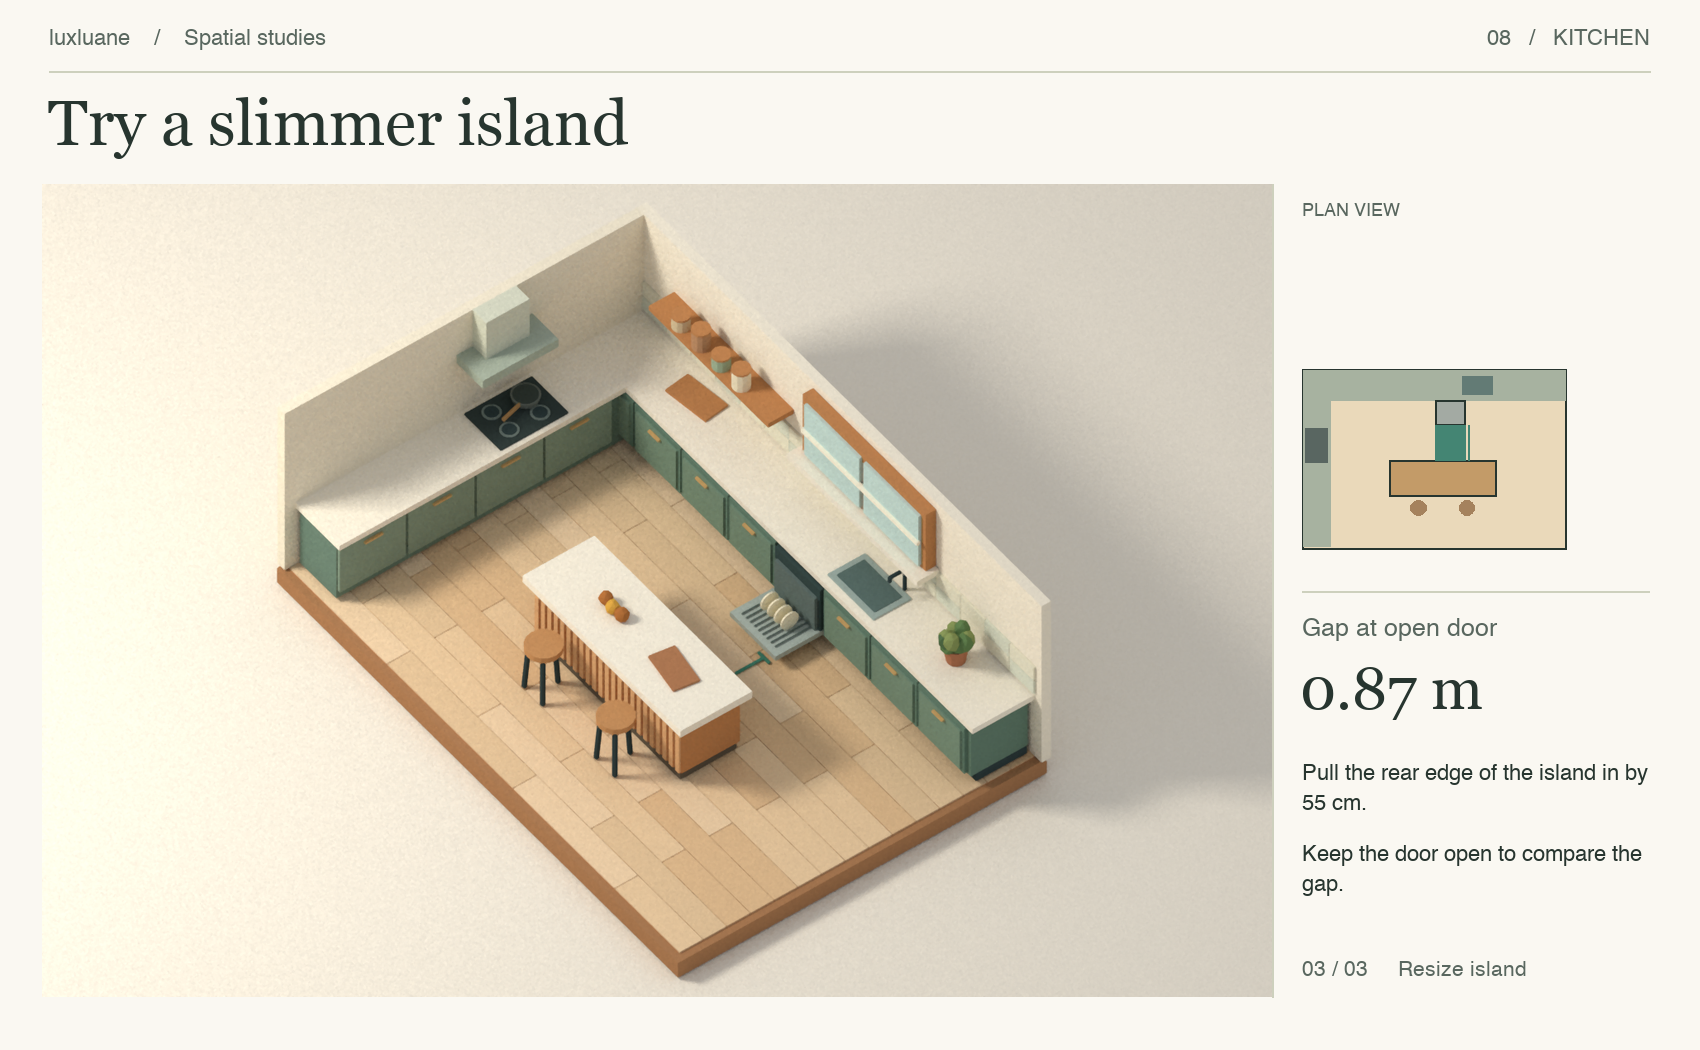 luxluane / Spatial studies
08 / KITCHEN
Try a slimmer island
PLAN VIEW
Gap at open door
0.87 m
Pull the rear edge of the island in by
55 cm.
Keep the door open to compare the
gap.
03 / 03 Resize island